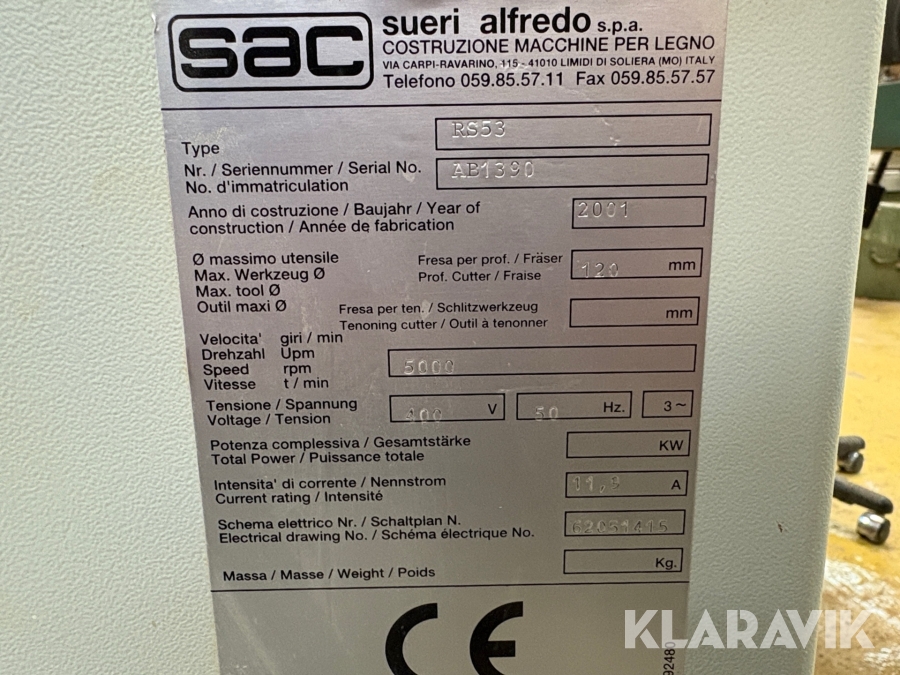 sac
sueri alfredo s.p.a.
COSTRUZIONE MACCHINE PER LEGNO
VIA CARPI-RAVARINO, 115 - 41010 LIMIDI DI SOLIERA (MO) ITALY
Telefono 059.85.57.11 Fax 059.85.57.57
Type RS53
Nr. / Seriennummer / Serial No. AB1390
No. d'immatriculation
Anno di costruzione / Baujahr / Year of 2001
construction / Année de fabrication
Ø massimo utensile Fresa per prof. / Fräser 120 mm
Max. Werkzeug Ø Prof. Cutter / Fraise
Max. tool Ø
Outil maxi Ø Fresa per ten. / Schlitzwerkzeug mm
Tenoning cutter / Outil à tenonner
Velocita' giri / min
Drehzahl Upm
Speed rpm 5000
Vitesse t / min
Tensione / Spannung 400 V 50 Hz. 3~
Voltage / Tension
Potenza complessiva / Gesamtstärke KW
Total Power / Puissance totale
Intensita' di corrente / Nennstrom 11,9 A
Current rating / Intensité
Schema elettrico Nr. / Schaltplan N.
Electrical drawing No. / Schéma électrique No.
Massa / Masse / Weight / Poids Kg.
CE
KLARAVIK